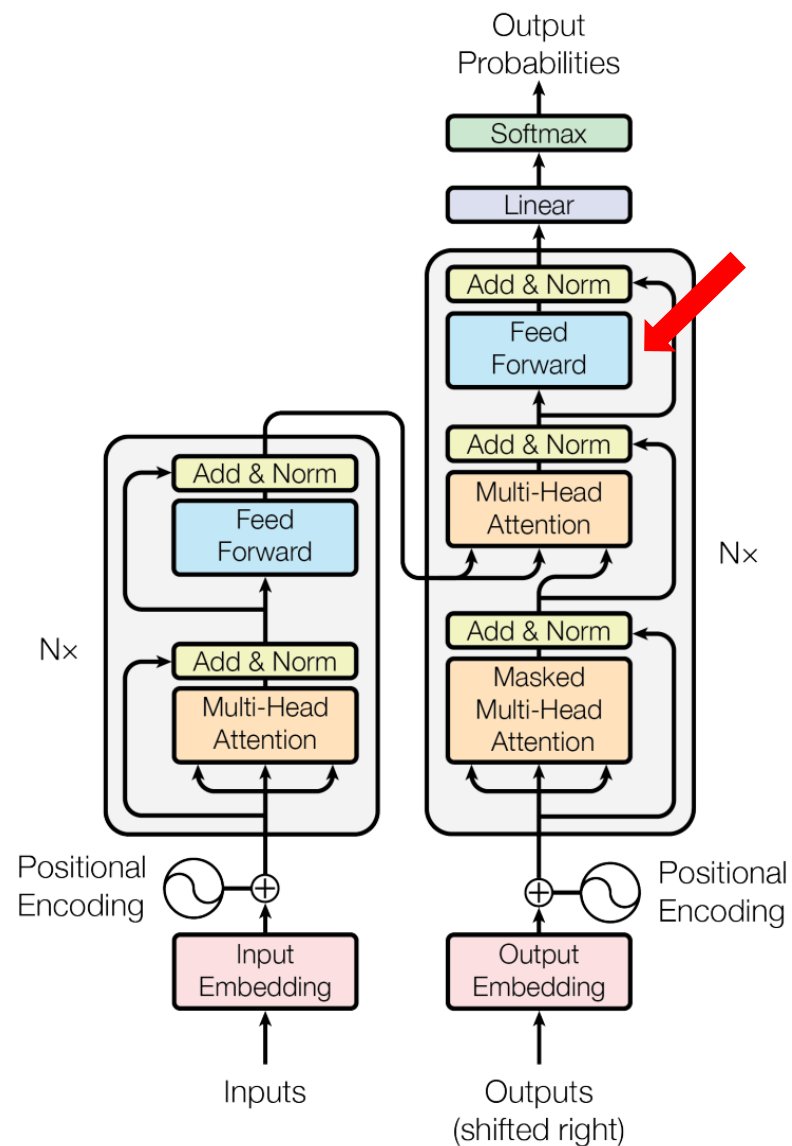 Output
Probabilities
Softmax
Linear
Add & Norm
Feed
Forward
Add & Norm
Multi-Head
Attention
Add & Norm
Masked
Multi-Head
Attention
Nx
Add & Norm
Feed
Forward
Add & Norm
Multi-Head
Attention
Nx
Positional
Encoding
Positional
Encoding
Input
Embedding
Output
Embedding
Inputs
Outputs
(shifted right)